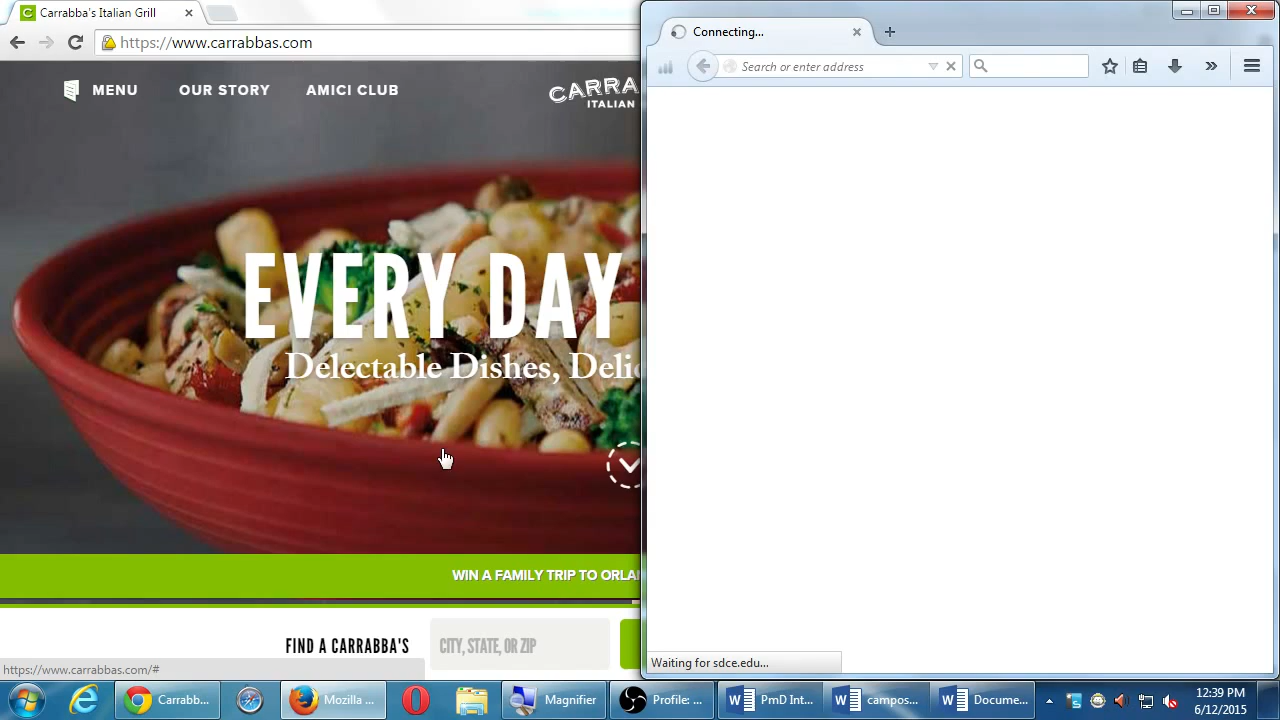 Carrabba's Italian Grill
https://www.carrabbas.com
MENU
OUR STORY
AMICI CLUB
CARRA
ITALIAN
EVERY DAY
Delectable Dishes, Deli
WIN A FAMILY TRIP TO ORLA
FIND A CARRABBA'S
CITY, STATE, OR ZIP
https://www.carrabbas.com/#
Connecting...
Search or enter address
Waiting for sdce.edu...
Carrabb...
Mozilla ...
Magnifier
Profile: ...
PmD Int...
campos...
Docume...
12:39 PM
6/12/2015